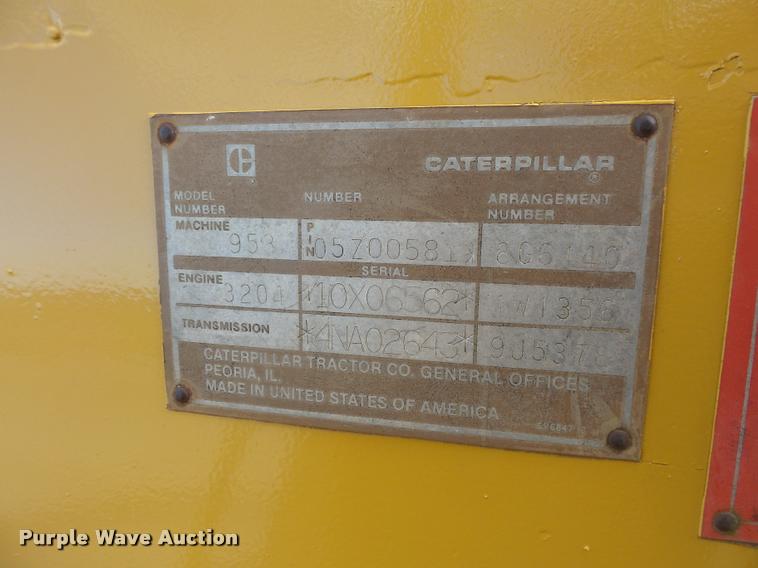 C CATERPILLAR®
MODEL NUMBER NUMBER ARRANGEMENT NUMBER
MACHINE 953 PIN 05Z00581
SERIAL
ENGINE 3204 *10X06562*
TRANSMISSION *4NA02643*
CATERPILLAR TRACTOR CO. GENERAL OFFICES
PEORIA, IL.
MADE IN UNITED STATES OF AMERICA
Purple Wave Auction